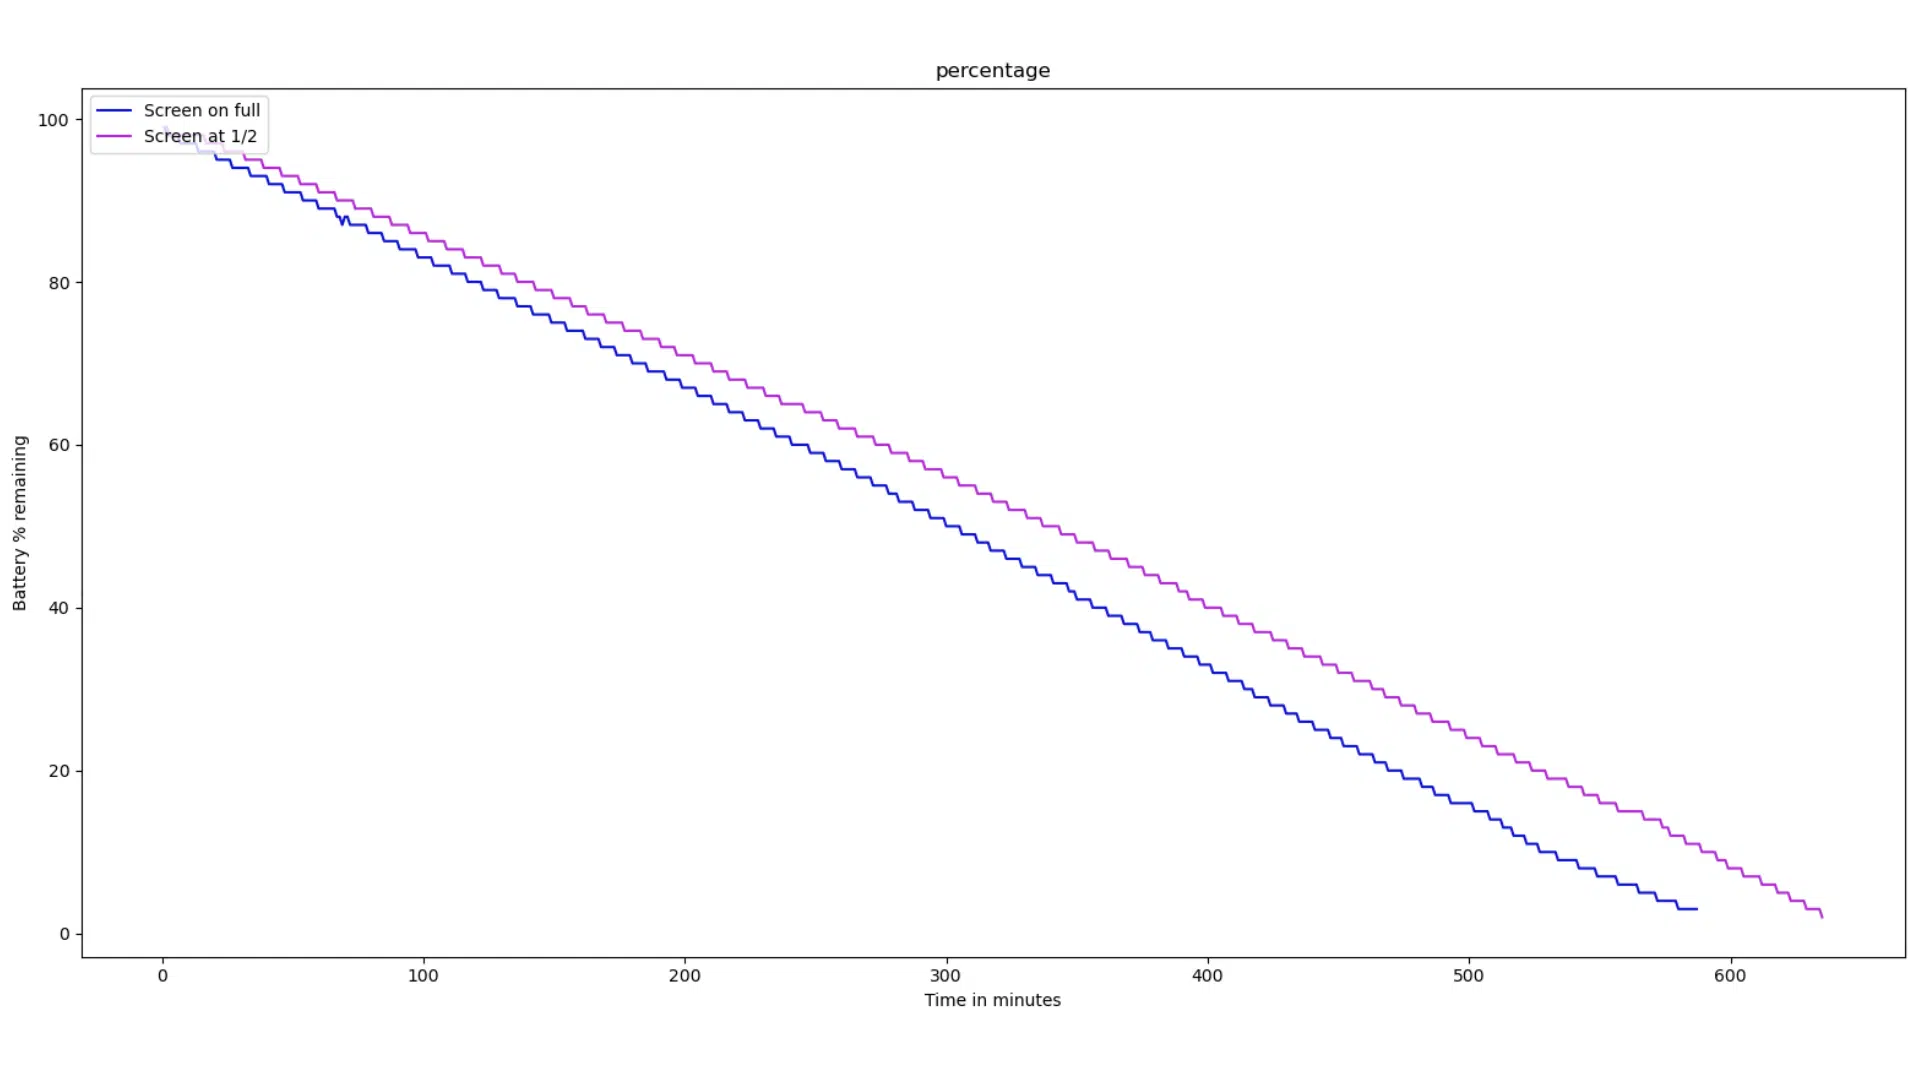 percentage
Screen on full
Screen at 1/2
100
80
60
40
20
0
Battery % remaining
0 100 200 300 400 500 600
Time in minutes